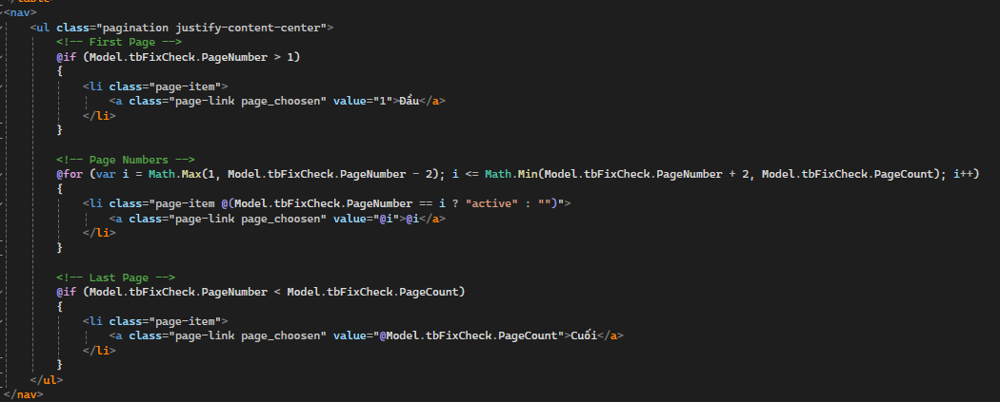 </table>
<nav>
<ul class="pagination justify-content-center">
<!-- First Page -->
@if (Model.tbFixCheck.PageNumber > 1)
{
<li class="page-item">
<a class="page-link page_choosen" value="1">Đầu</a>
</li>
}
<!-- Page Numbers -->
@for (var i = Math.Max(1, Model.tbFixCheck.PageNumber - 2); i <= Math.Min(Model.tbFixCheck.PageNumber + 2, Model.tbFixCheck.PageCount); i++)
{
<li class="page-item @(Model.tbFixCheck.PageNumber == i ? "active" : "")">
<a class="page-link page_choosen" value="@i">@i</a>
</li>
}
<!-- Last Page -->
@if (Model.tbFixCheck.PageNumber < Model.tbFixCheck.PageCount)
{
<li class="page-item">
<a class="page-link page_choosen" value="@Model.tbFixCheck.PageCount">Cuối</a>
</li>
}
</ul>
</nav>